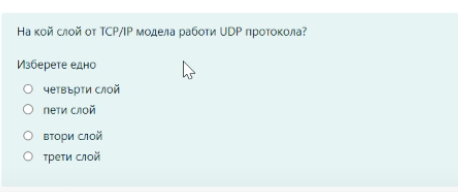 На кой слой от TCP/IP модела работи UDP протокола?
Изберете едно
четвърти слой
пети слой
втори слой
трети слой